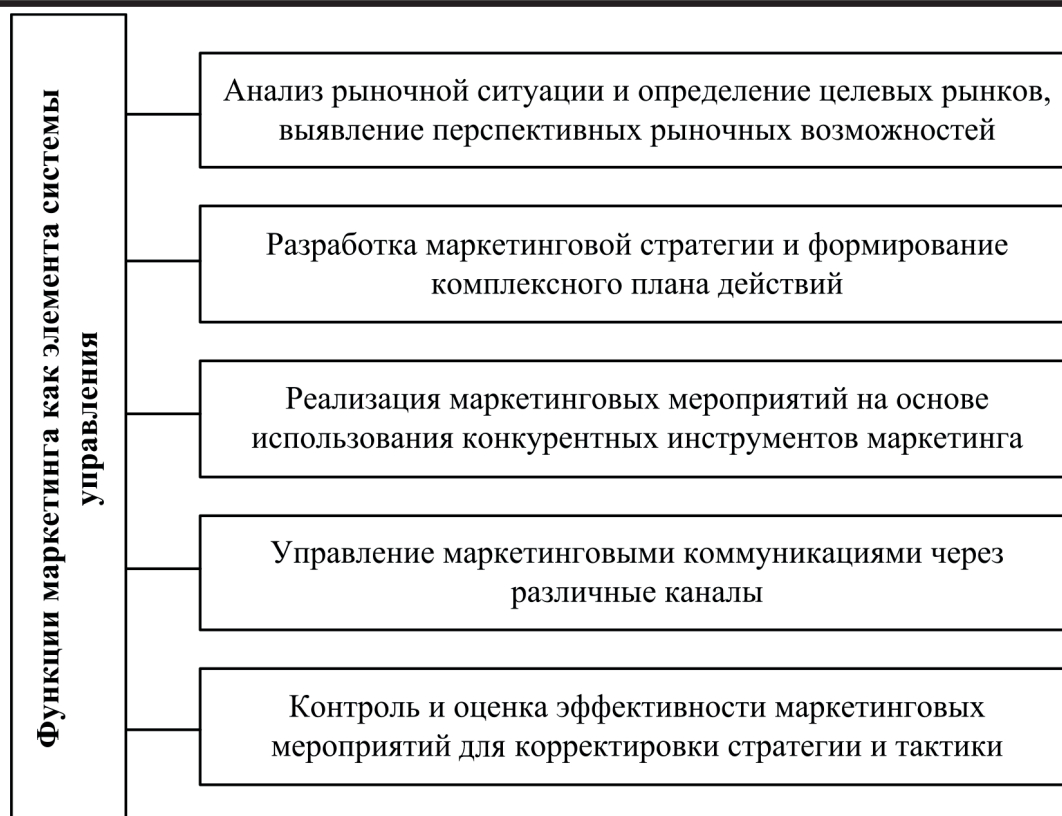 Функции маркетинга как элемента системы
управления
Анализ рыночной ситуации и определение целевых рынков,
выявление перспективных рыночных возможностей
Разработка маркетинговой стратегии и формирование
комплексного плана действий
Реализация маркетинговых мероприятий на основе
использования конкурентных инструментов маркетинга
Управление маркетинговыми коммуникациями через
различные каналы
Контроль и оценка эффективности маркетинговых
мероприятий для корректировки стратегии и тактики